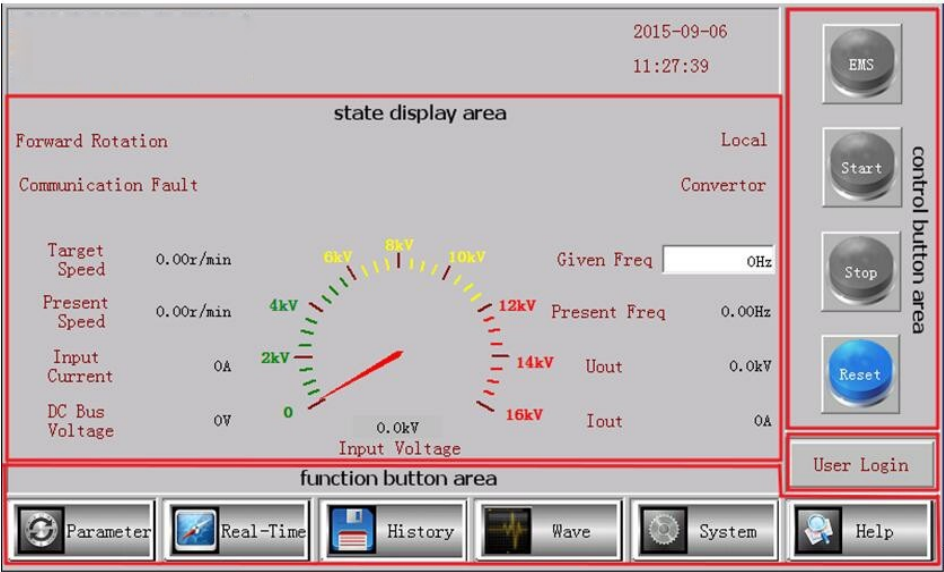 2015-09-06
11:27:39
EMS
state display area
Forward Rotation
Local
Start
Communication Fault
Convertor
control button area
Target
Speed
0.00r/min
Given Freq
0Hz
Stop
Present
Speed
0.00r/min
Present Freq
0.00Hz
Input
Current
0A
Uout
0.0kV
Reset
DC Bus
Voltage
0V
Iout
0A
0
2kV
4kV
6kV
8kV
10kV
12kV
14kV
16kV
0.0kV
Input Voltage
User Login
function button area
Parameter
Real-Time
History
Wave
System
Help